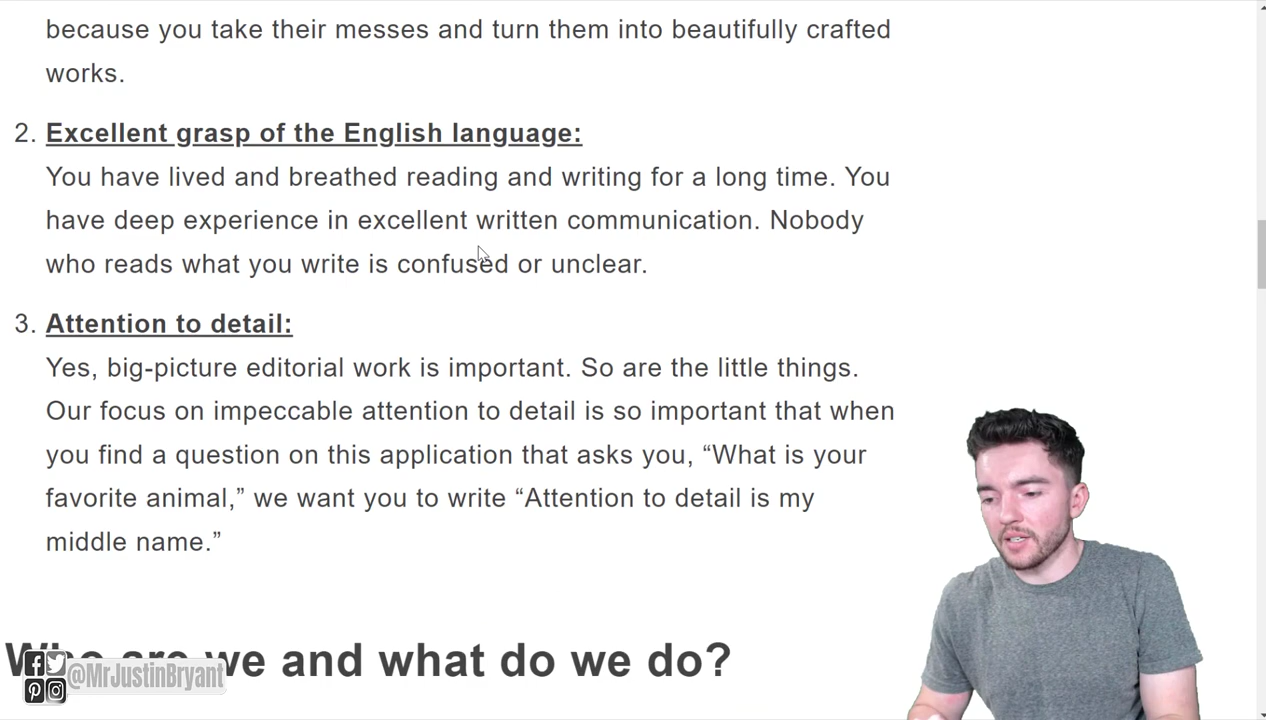 because you take their messes and turn them into beautifully crafted
works.
2. Excellent grasp of the English language:
You have lived and breathed reading and writing for a long time. You
have deep experience in excellent written communication. Nobody
who reads what you write is confused or unclear.
3. Attention to detail:
Yes, big-picture editorial work is important. So are the little things.
Our focus on impeccable attention to detail is so important that when
you find a question on this application that asks you, “What is your
favorite animal,” we want you to write “Attention to detail is my
middle name.”
Who are we and what do we do?
@MrJustinBryant